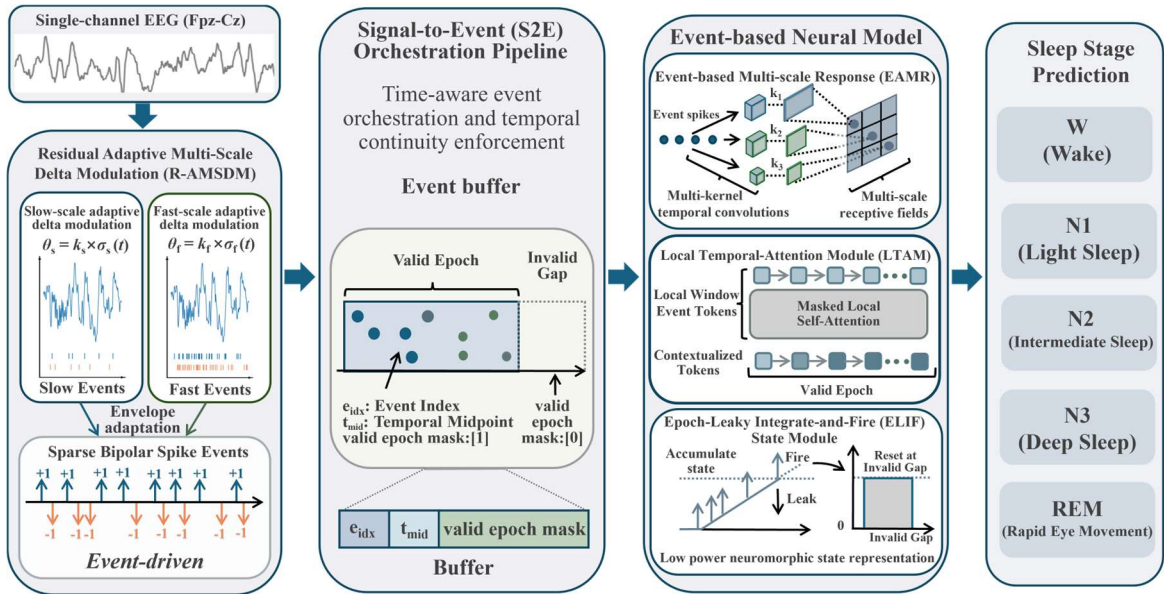 Single-channel EEG (Fpz-Cz)
Residual Adaptive Multi-Scale
Delta Modulation (R-AMSDM)
Slow-scale adaptive
delta modulation
θs = ks×σs(t)
Slow Events
Fast-scale adaptive
delta modulation
θf = kf×σf(t)
Fast Events
Envelope
adaptation
Sparse Bipolar Spike Events
+1 +1 +1 +1 +1 +1 +1 +1
-1 -1 -1 -1 -1 -1 -1 -1
Event-driven
Signal-to-Event (S2E)
Orchestration Pipeline
Time-aware event
orchestration and temporal
continuity enforcement
Event buffer
Valid Epoch
Invalid
Gap
eidx: Event Index
tmid: Temporal Midpoint
valid epoch mask:[1]
valid
epoch
mask:[0]
eidx tmid valid epoch mask
Buffer
Event-based Neural Model
Event-based Multi-scale Response (EAMR)
Event spikes
k1
k2
k3
Multi-kernel
temporal convolutions
Multi-scale
receptive fields
Local Temporal-Attention Module (LTAM)
Local Window
Event Tokens
Masked Local
Self-Attention
Contextualized
Tokens
Valid Epoch
Epoch-Leaky Integrate-and-Fire (ELIF)
State Module
Accumulate
state
Fire
Leak
Reset at
Invalid Gap
0
Invalid Gap
Low power neuromorphic state representation
Sleep Stage
Prediction
W
(Wake)
N1
(Light Sleep)
N2
(Intermediate Sleep)
N3
(Deep Sleep)
REM
(Rapid Eye Movement)